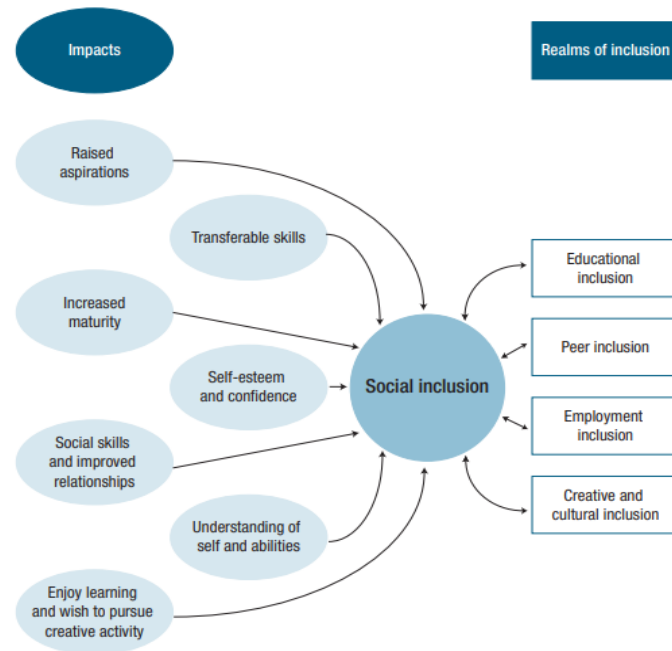 Impacts
Realms of inclusion
Raised
aspirations
Transferable skills
Educational
inclusion
Increased
maturity
Peer inclusion
Self-esteem
and confidence
Social inclusion
Employment
inclusion
Social skills
and improved
relationships
Creative and
cultural inclusion
Understanding of
self and abilities
Enjoy learning
and wish to pursue
creative activity